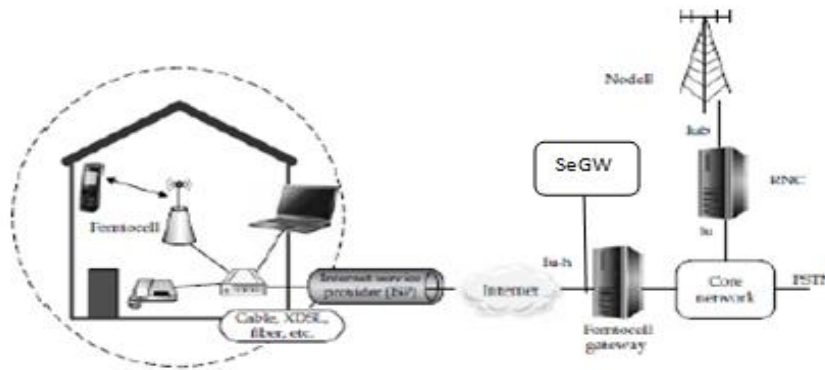 NodeB
Iub
SeGW
RNC
Femtocell
Iu
Iu-h
Internet service
provider (ISP)
Internet
Core
network
PSTN
Cable, XDSL,
fiber, etc.
Femtocell
gateway